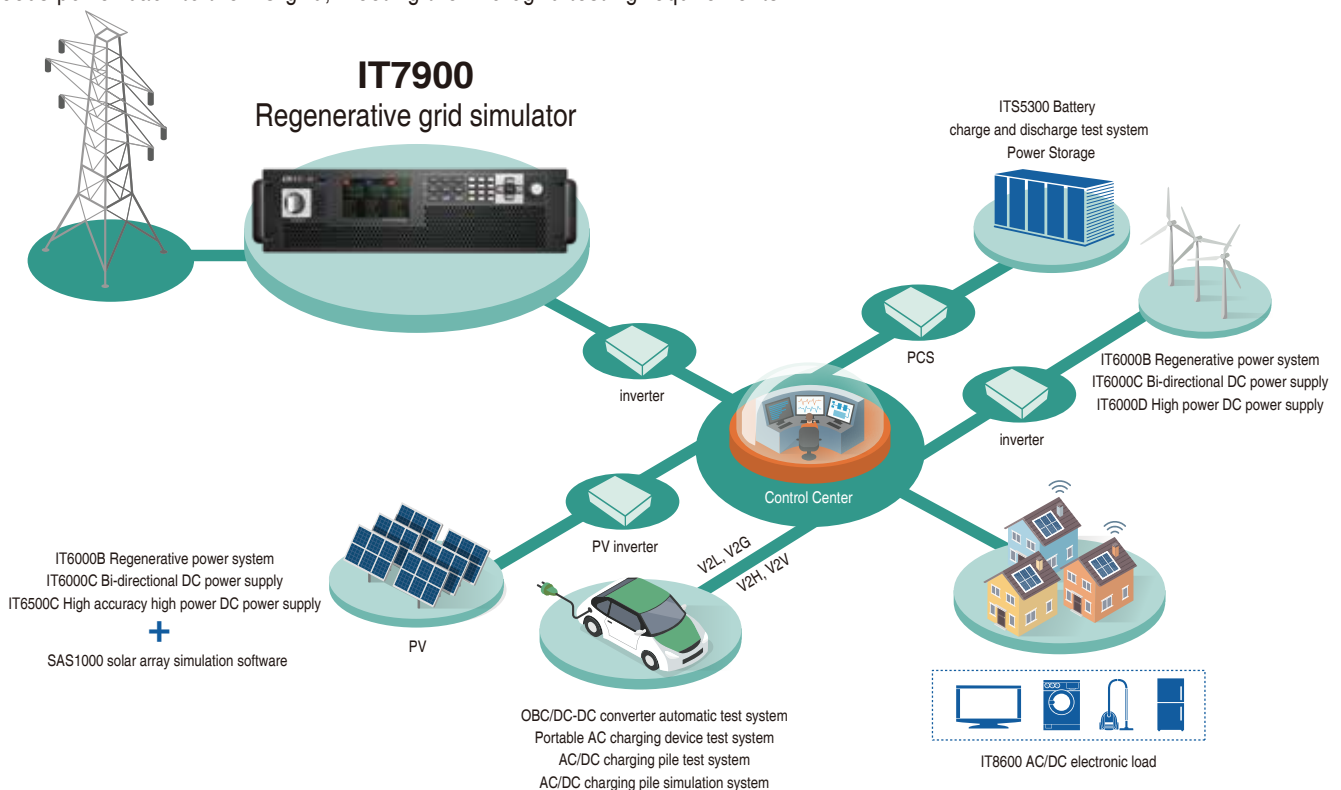 IT7900
Regenerative grid simulator
ITS5300 Battery
charge and discharge test system
Power Storage
PCS
inverter
IT6000B Regenerative power system
IT6000C Bi-directional DC power supply
IT6000D High power DC power supply
inverter
Control Center
PV inverter
V2L, V2G
V2H, V2V
IT6000B Regenerative power system
IT6000C Bi-directional DC power supply
IT6500C High accuracy high power DC power supply
+
SAS1000 solar array simulation software
PV
OBC/DC-DC converter automatic test system
Portable AC charging device test system
AC/DC charging pile test system
AC/DC charging pile simulation system
IT8600 AC/DC electronic load